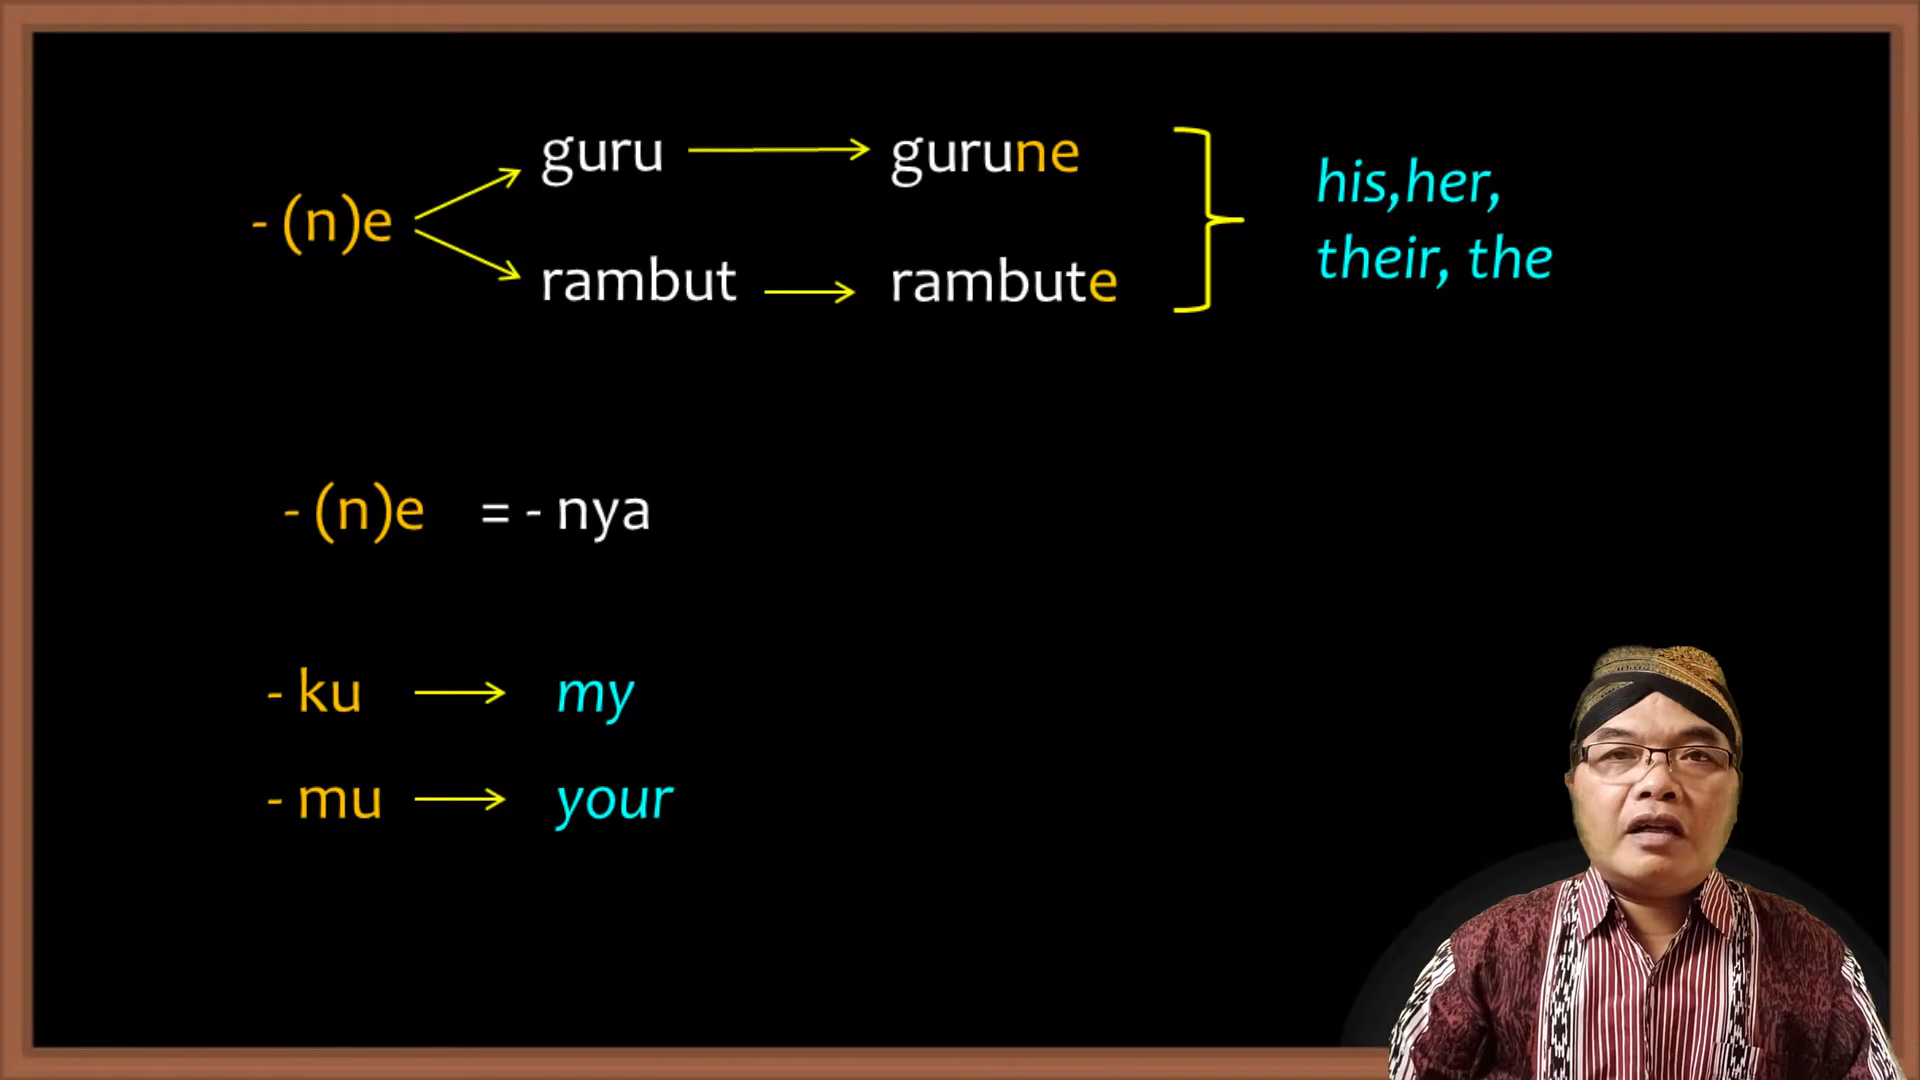 guru gurune
- (n)e
rambut rambute
his,her,
their, the
- (n)e = - nya
- ku my
- mu your